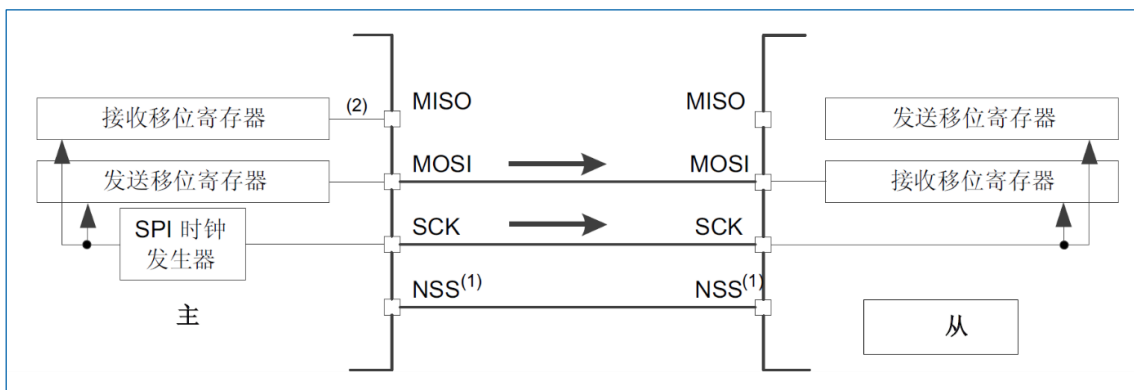 (2)
MISO
MISO
接收移位寄存器
发送移位寄存器
MOSI
MOSI
发送移位寄存器
接收移位寄存器
SPI 时钟
发生器
SCK
SCK
NSS(1)
NSS(1)
主
从